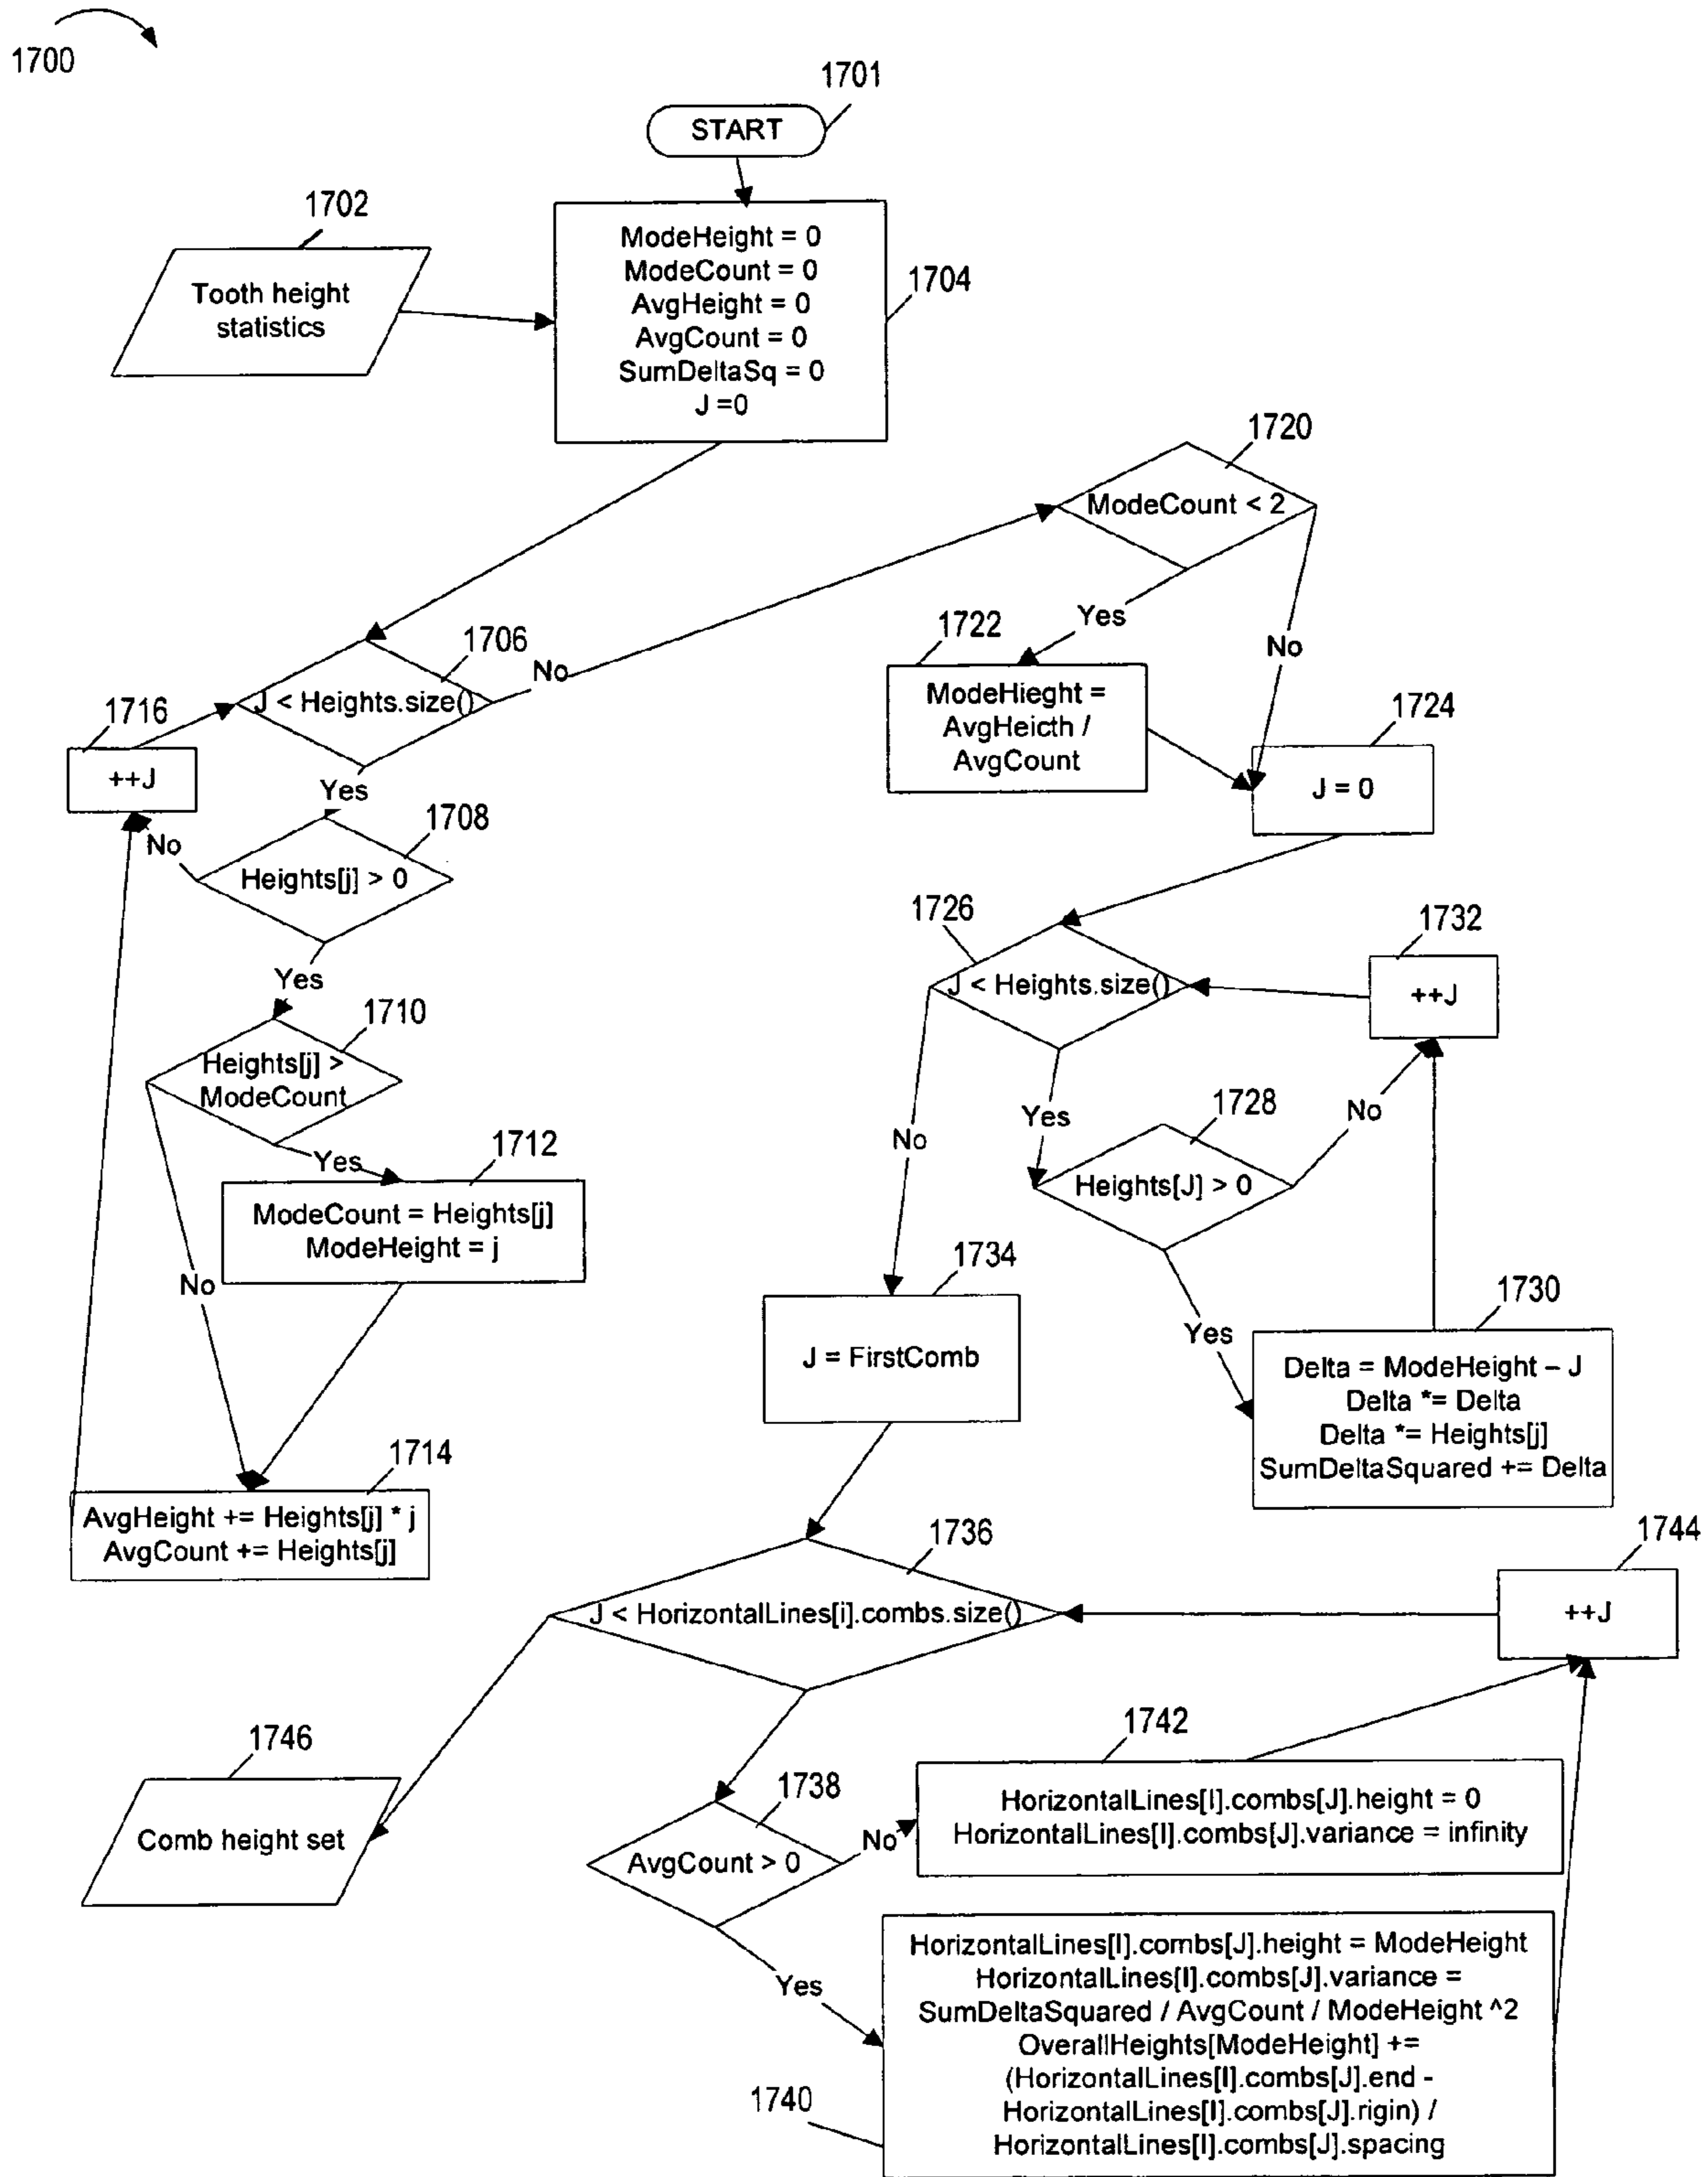 1700
1701
START
1702
Tooth height
statistics
ModeHeight = 0
ModeCount = 0
AvgHeight = 0
AvgCount = 0
SumDeltaSq = 0
J =0
1704
1720
ModeCount < 2
Yes
No
1722
ModeHieght =
AvgHeicth /
AvgCount
1724
J = 0
1706
J < Heights.size()
No
Yes
1716
++J
1708
Heights[j] > 0
No
Yes
1710
Heights[j] >
ModeCount
Yes
No
1712
ModeCount = Heights[j]
ModeHeight = j
1714
AvgHeight += Heights[j] * j
AvgCount += Heights[j]
1726
J < Heights.size()
Yes
No
1732
++J
1728
Heights[J] > 0
No
Yes
1730
Delta = ModeHeight – J
Delta *= Delta
Delta *= Heights[j]
SumDeltaSquared += Delta
1734
J = FirstComb
1736
J < HorizontalLines[i].combs.size()
1744
++J
1746
Comb height set
1738
AvgCount > 0
No
Yes
1742
HorizontalLines[I].combs[J].height = 0
HorizontalLines[I].combs[J].variance = infinity
1740
HorizontalLines[I].combs[J].height = ModeHeight
HorizontalLines[I].combs[J].variance =
SumDeltaSquared / AvgCount / ModeHeight ^2
OverallHeights[ModeHeight] +=
(HorizontalLines[I].combs[J].end -
HorizontalLines[I].combs[J].rigin) /
HorizontalLines[I].combs[J].spacing